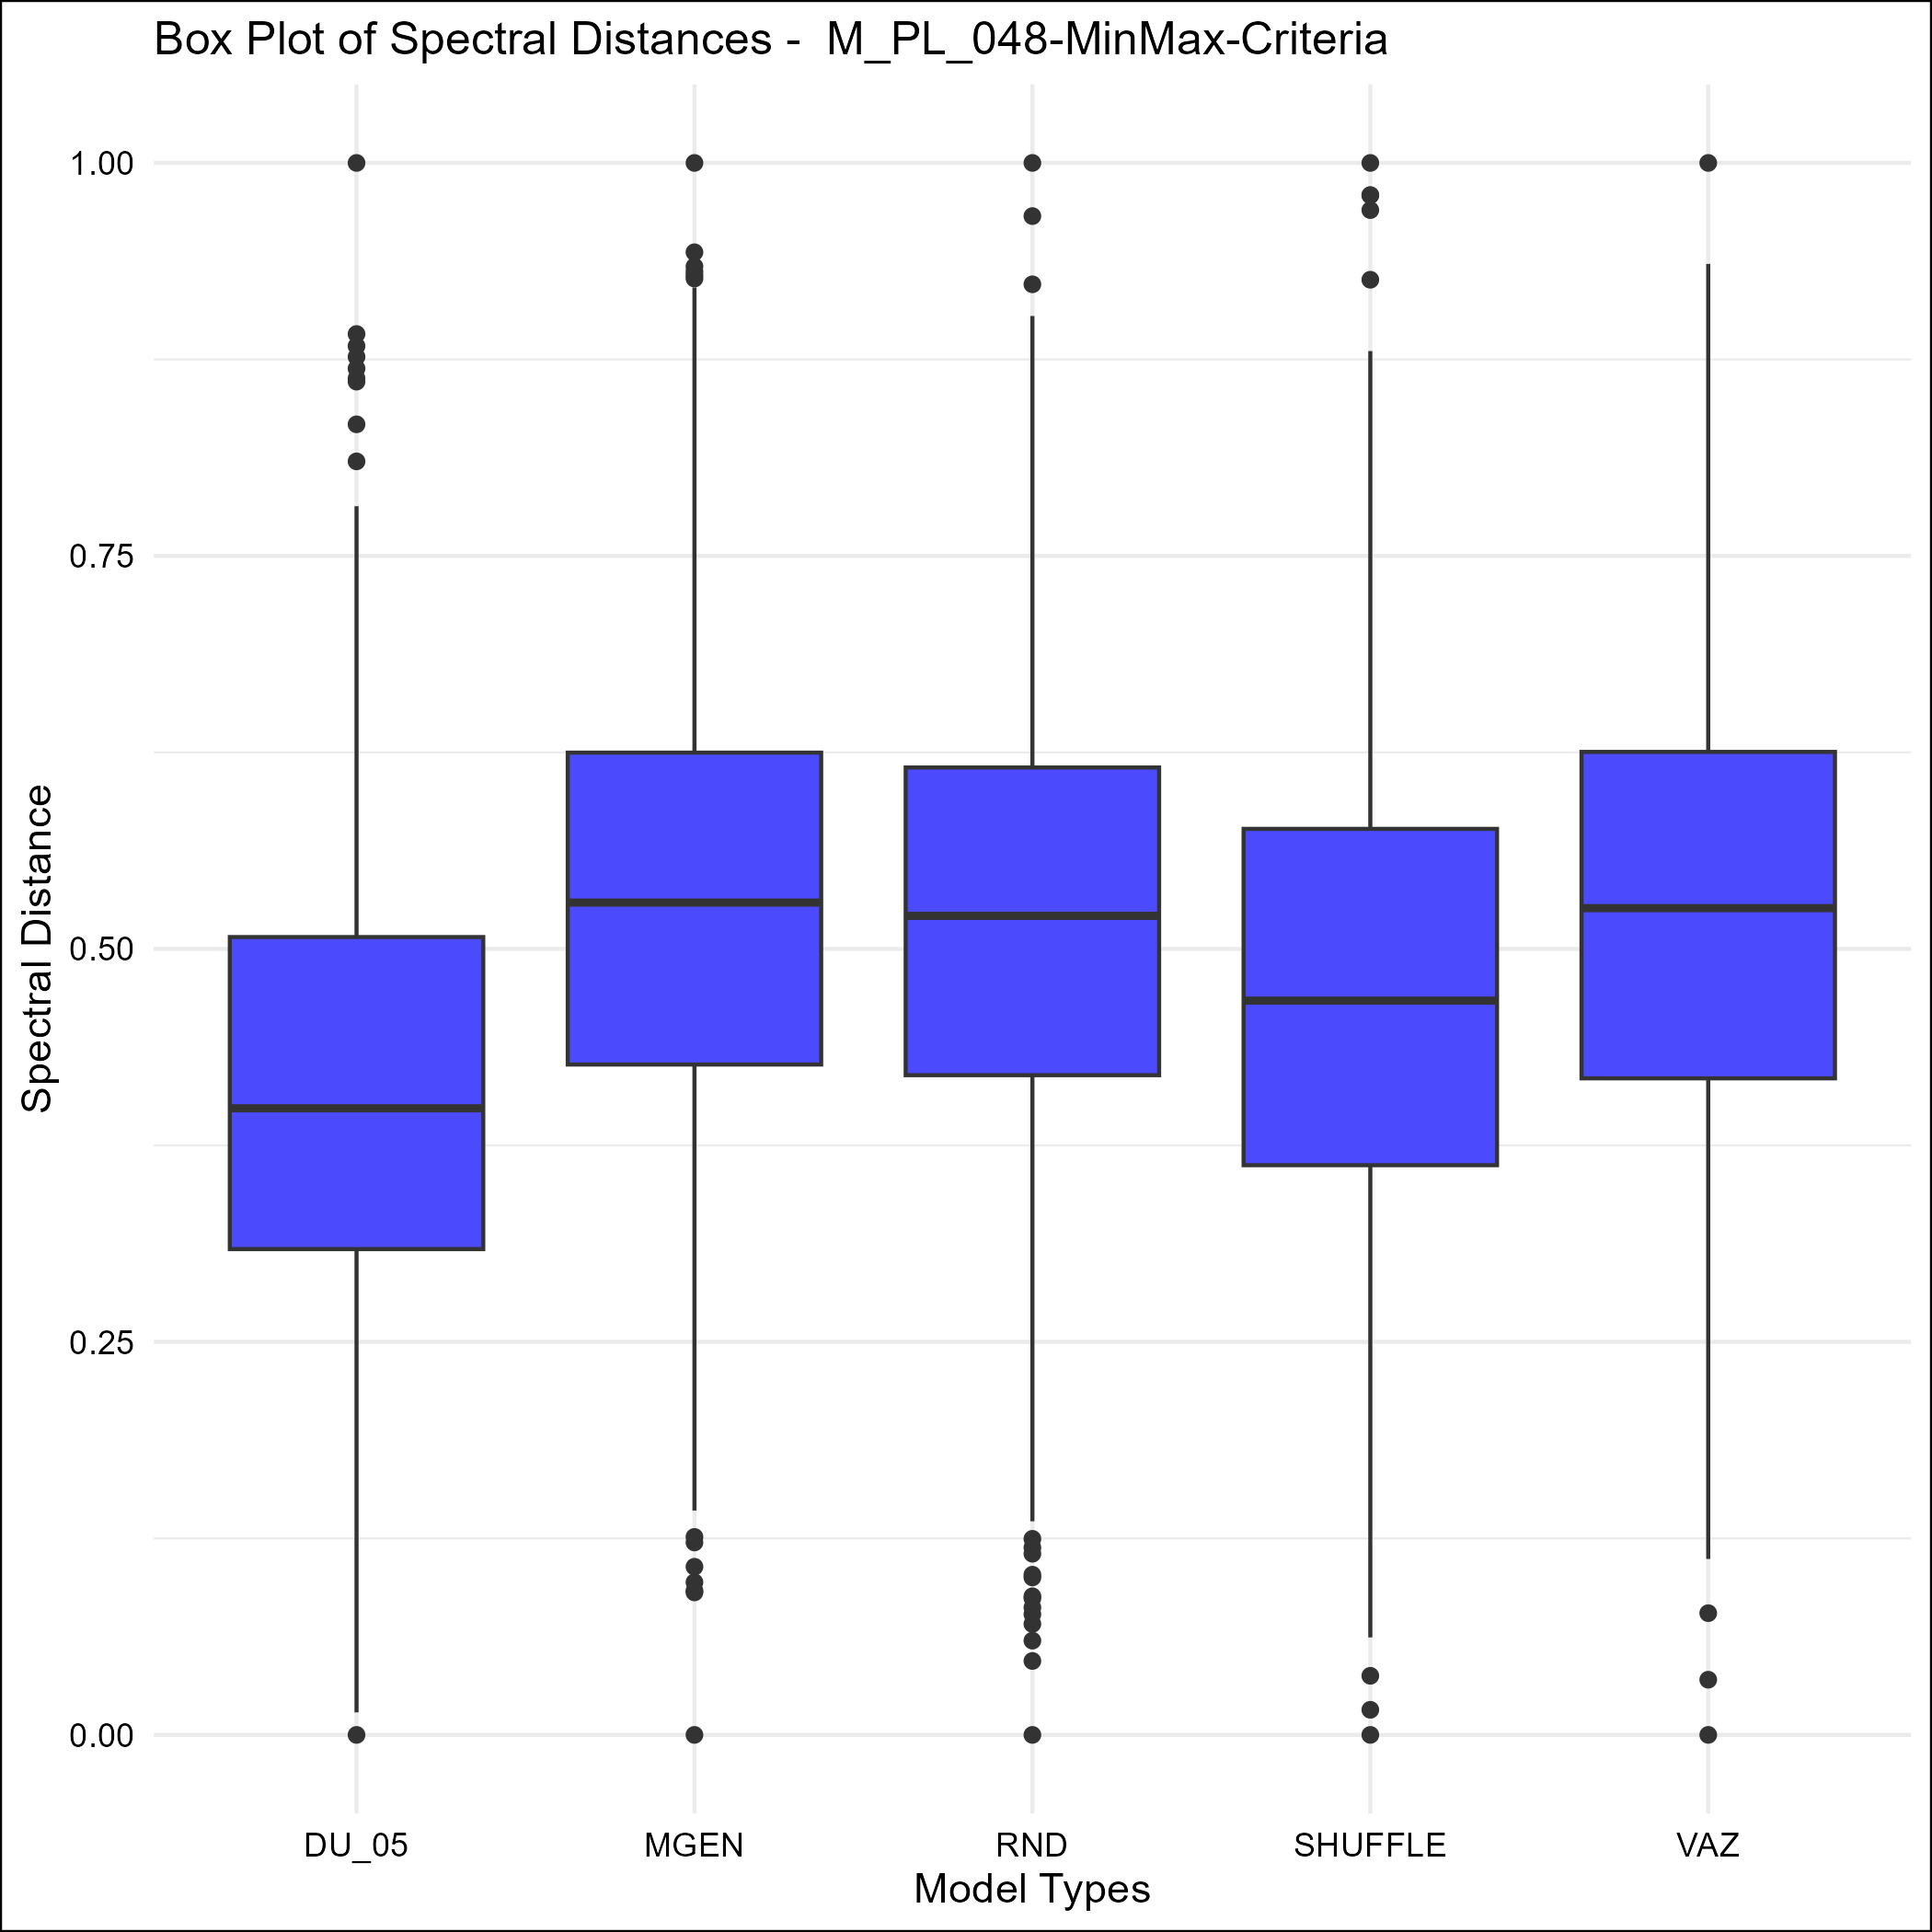 Box Plot of Spectral Distances -  M_PL_048-MinMax-Criteria
Spectral Distance
1.00
0.75
0.50
0.25
0.00
DU_05 MGEN RND SHUFFLE VAZ
Model Types